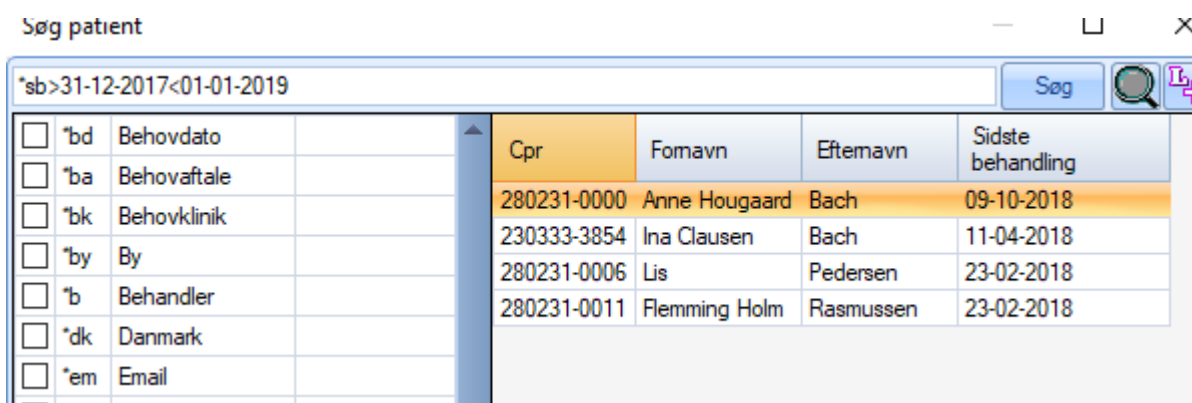 Søg patient
*sb>31-12-2017<01-01-2019
Søg
*bd Behovdato
*ba Behovaftale
*bk Behovklinik
*by By
*b Behandler
*dk Danmark
*em Email
Cpr Fornavn Efternavn Sidste behandling
280231-0000 Anne Hougaard Bach 09-10-2018
230333-3854 Ina Clausen Bach 11-04-2018
280231-0006 Lis Pedersen 23-02-2018
280231-0011 Flemming Holm Rasmussen 23-02-2018